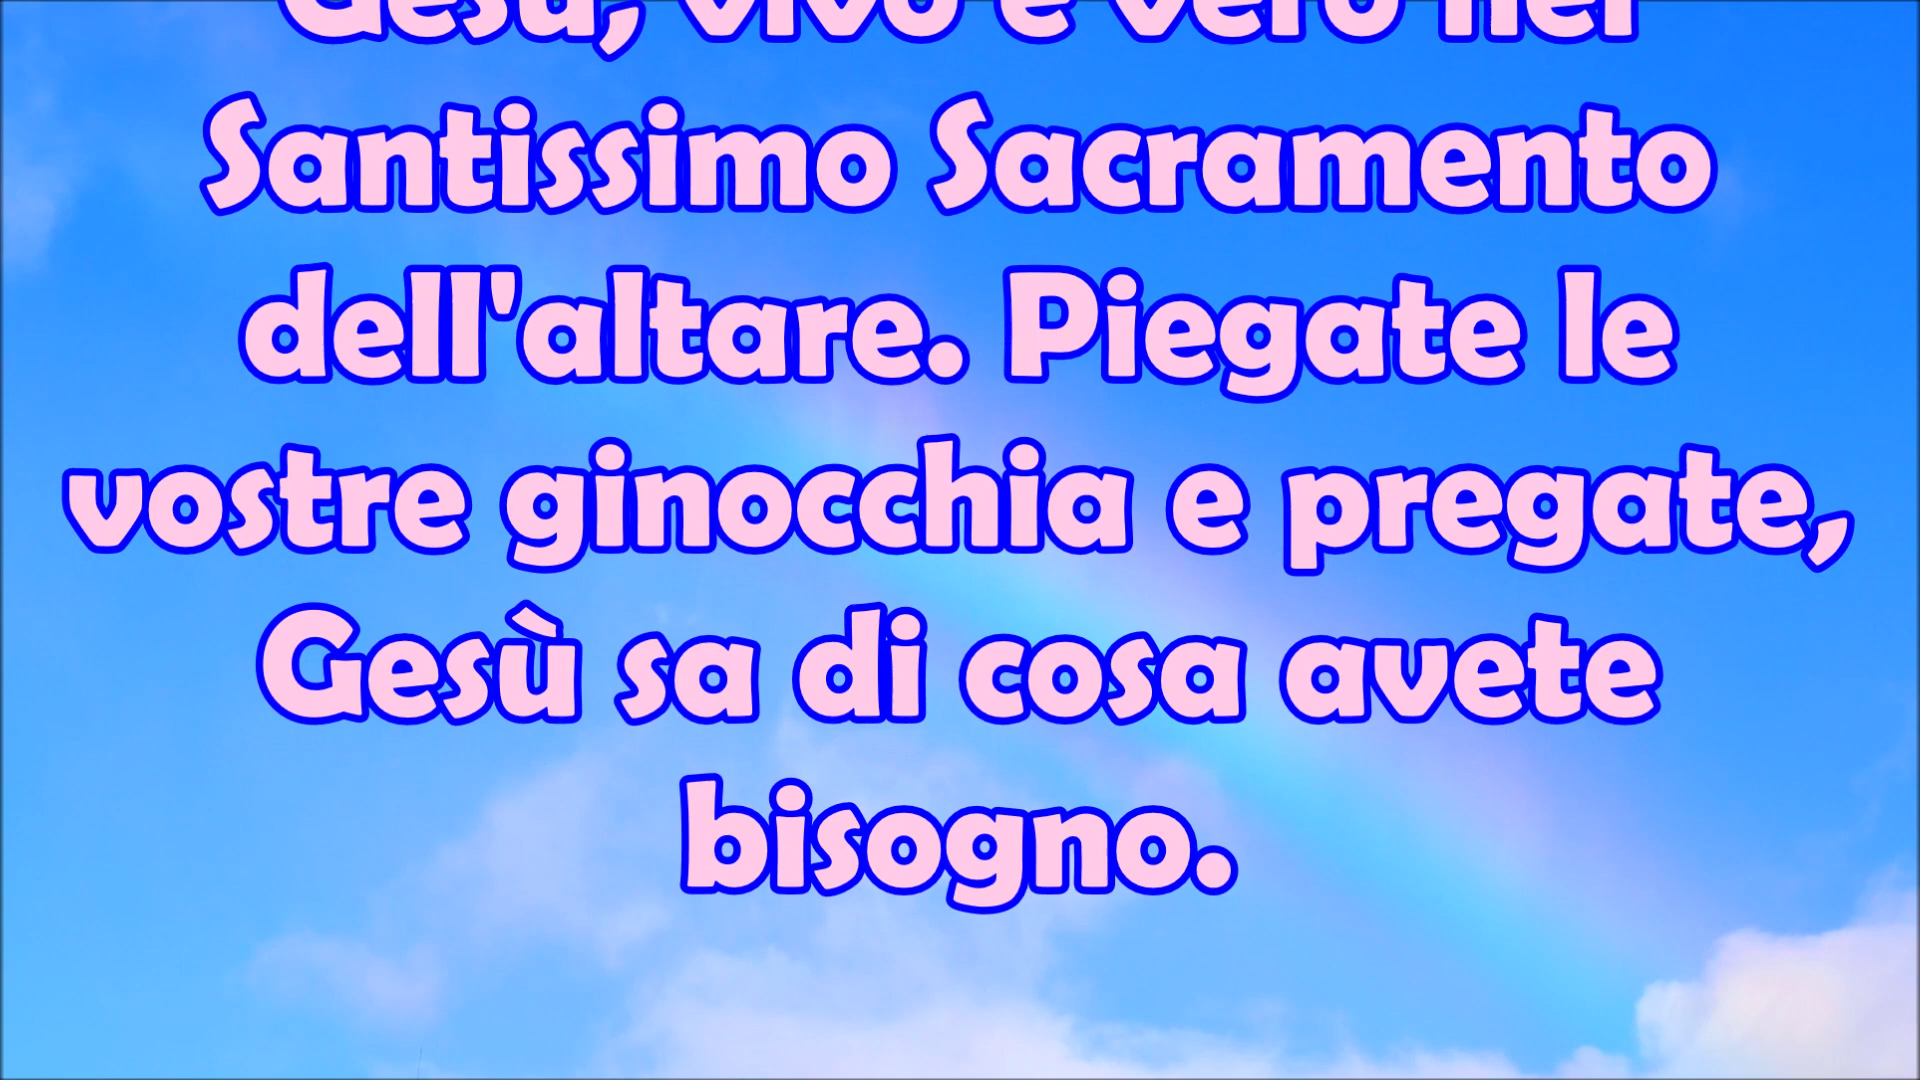 Gesù, vivo e vero nel
Santissimo Sacramento
dell'altare. Piegate le
vostre ginocchia e pregate,
Gesù sa di cosa avete
bisogno.